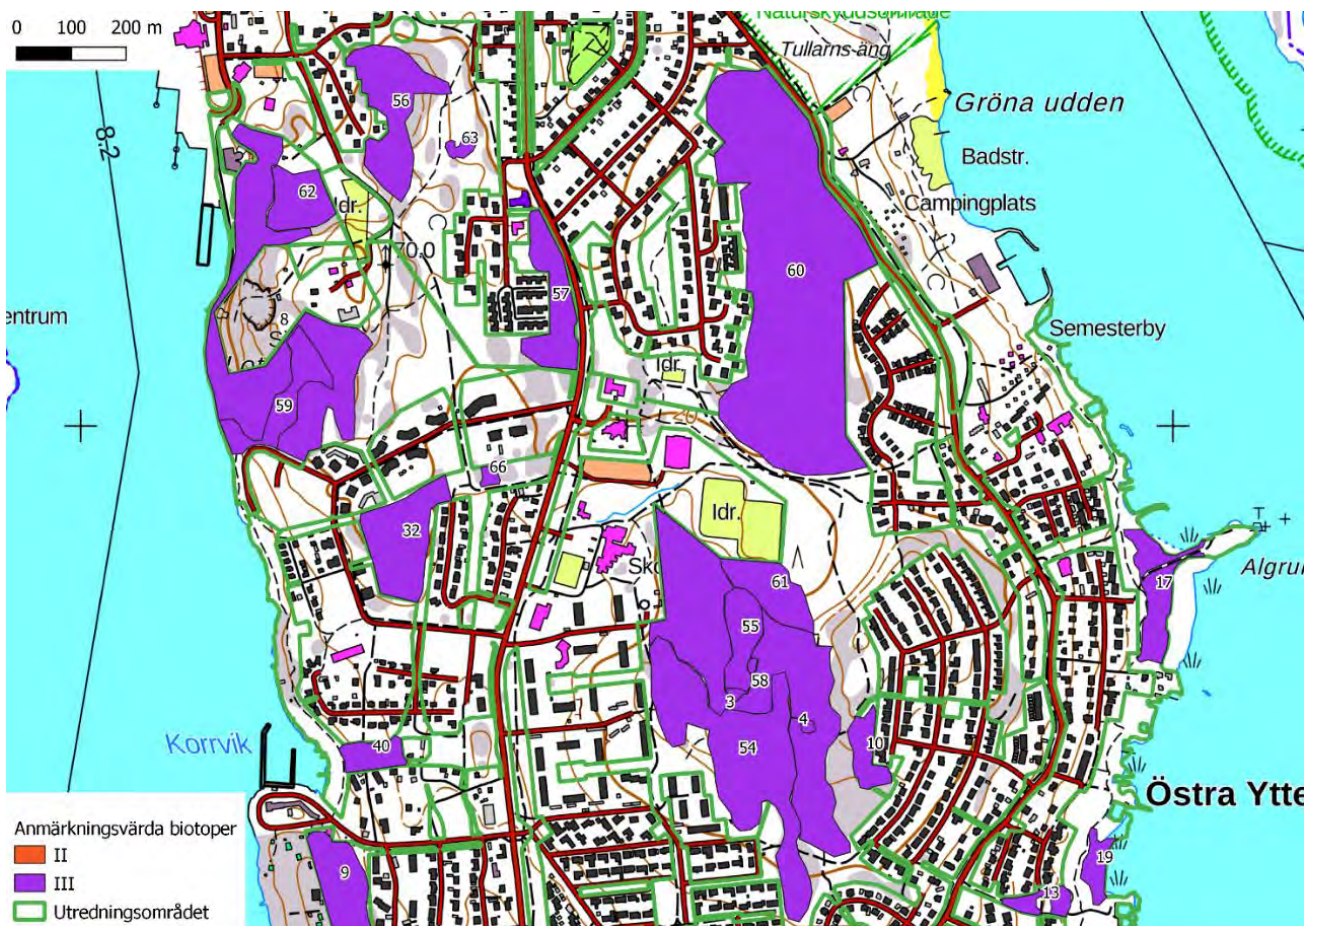 0 100 200 m
Naturskyddsområde
Tullarns-äng
56
Gröna udden
8.2
63
Badstr.
62
Idr.
Campingplats
70.0
60
57
8
entrum
Semesterby
Idr.
59
20
66
Idr.
32
Sko
61
17
Algrun
55
58
3
4
54
10
40
Korrvik
Östra Ytte
Anmärkningsvärda biotoper
II
III
Utredningsområdet
9
19
13